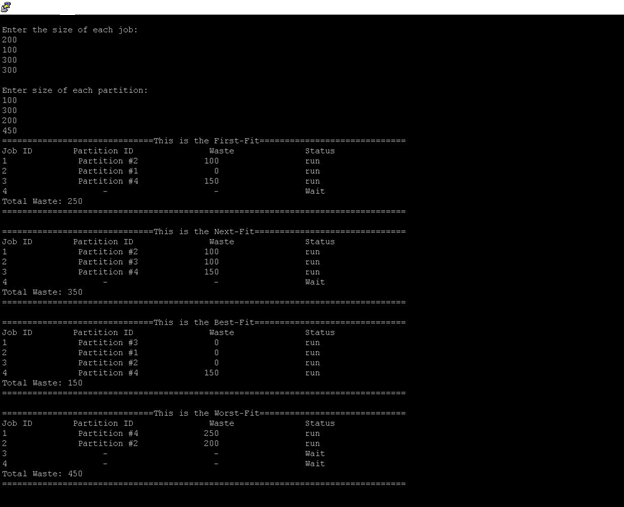 Enter the size of each job:
200
100
300
300
Enter size of each partition:
100
300
200
450
==============================This is the First-Fit=============================
Job ID Partition ID Waste Status
1 Partition #2 100 run
2 Partition #1 0 run
3 Partition #4 150 run
4 - - Wait
Total Waste: 250
================================================================================
==============================This is the Next-Fit==============================
Job ID Partition ID Waste Status
1 Partition #2 100 run
2 Partition #3 100 run
3 Partition #4 150 run
4 - - Wait
Total Waste: 350
================================================================================
==============================This is the Best-Fit==============================
Job ID Partition ID Waste Status
1 Partition #3 0 run
2 Partition #1 0 run
3 Partition #2 0 run
4 Partition #4 150 run
Total Waste: 150
================================================================================
==============================This is the Worst-Fit=============================
Job ID Partition ID Waste Status
1 Partition #4 250 run
2 Partition #2 200 run
3 - - Wait
4 - - Wait
Total Waste: 450
================================================================================